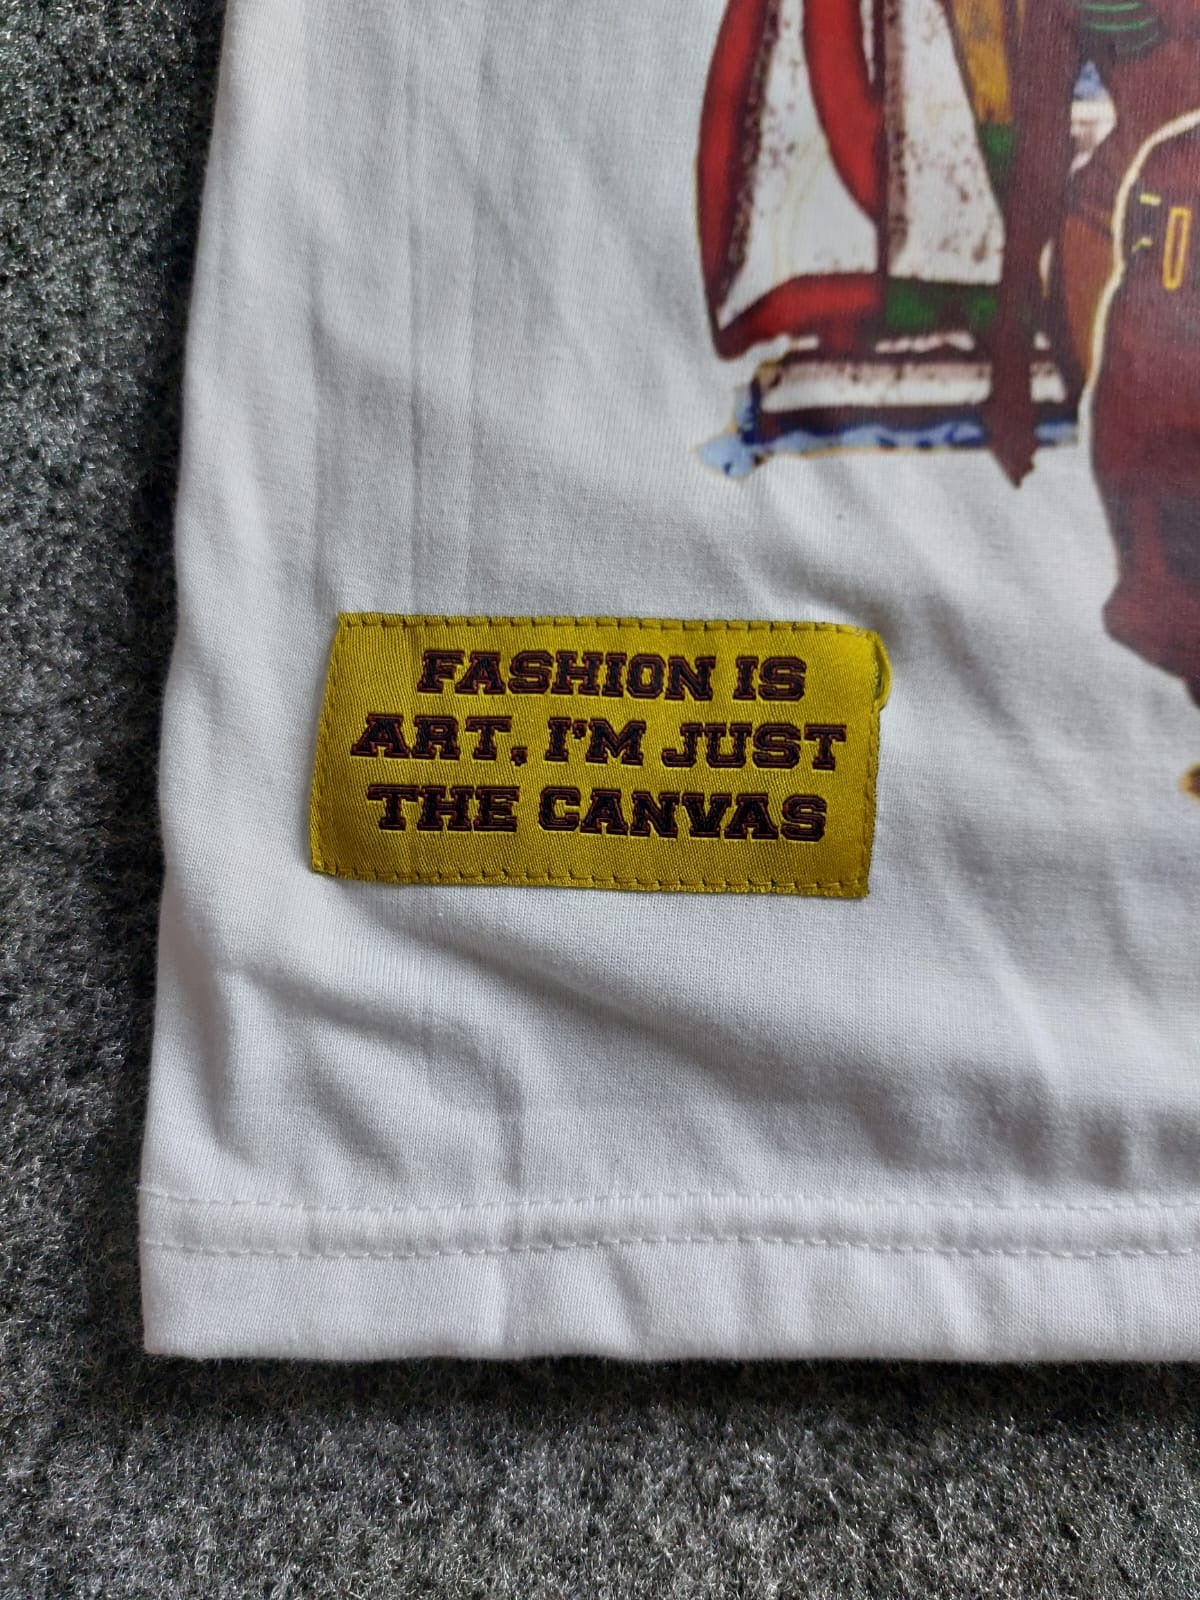 FASHION IS
ART, I'M JUST
THE CANVAS